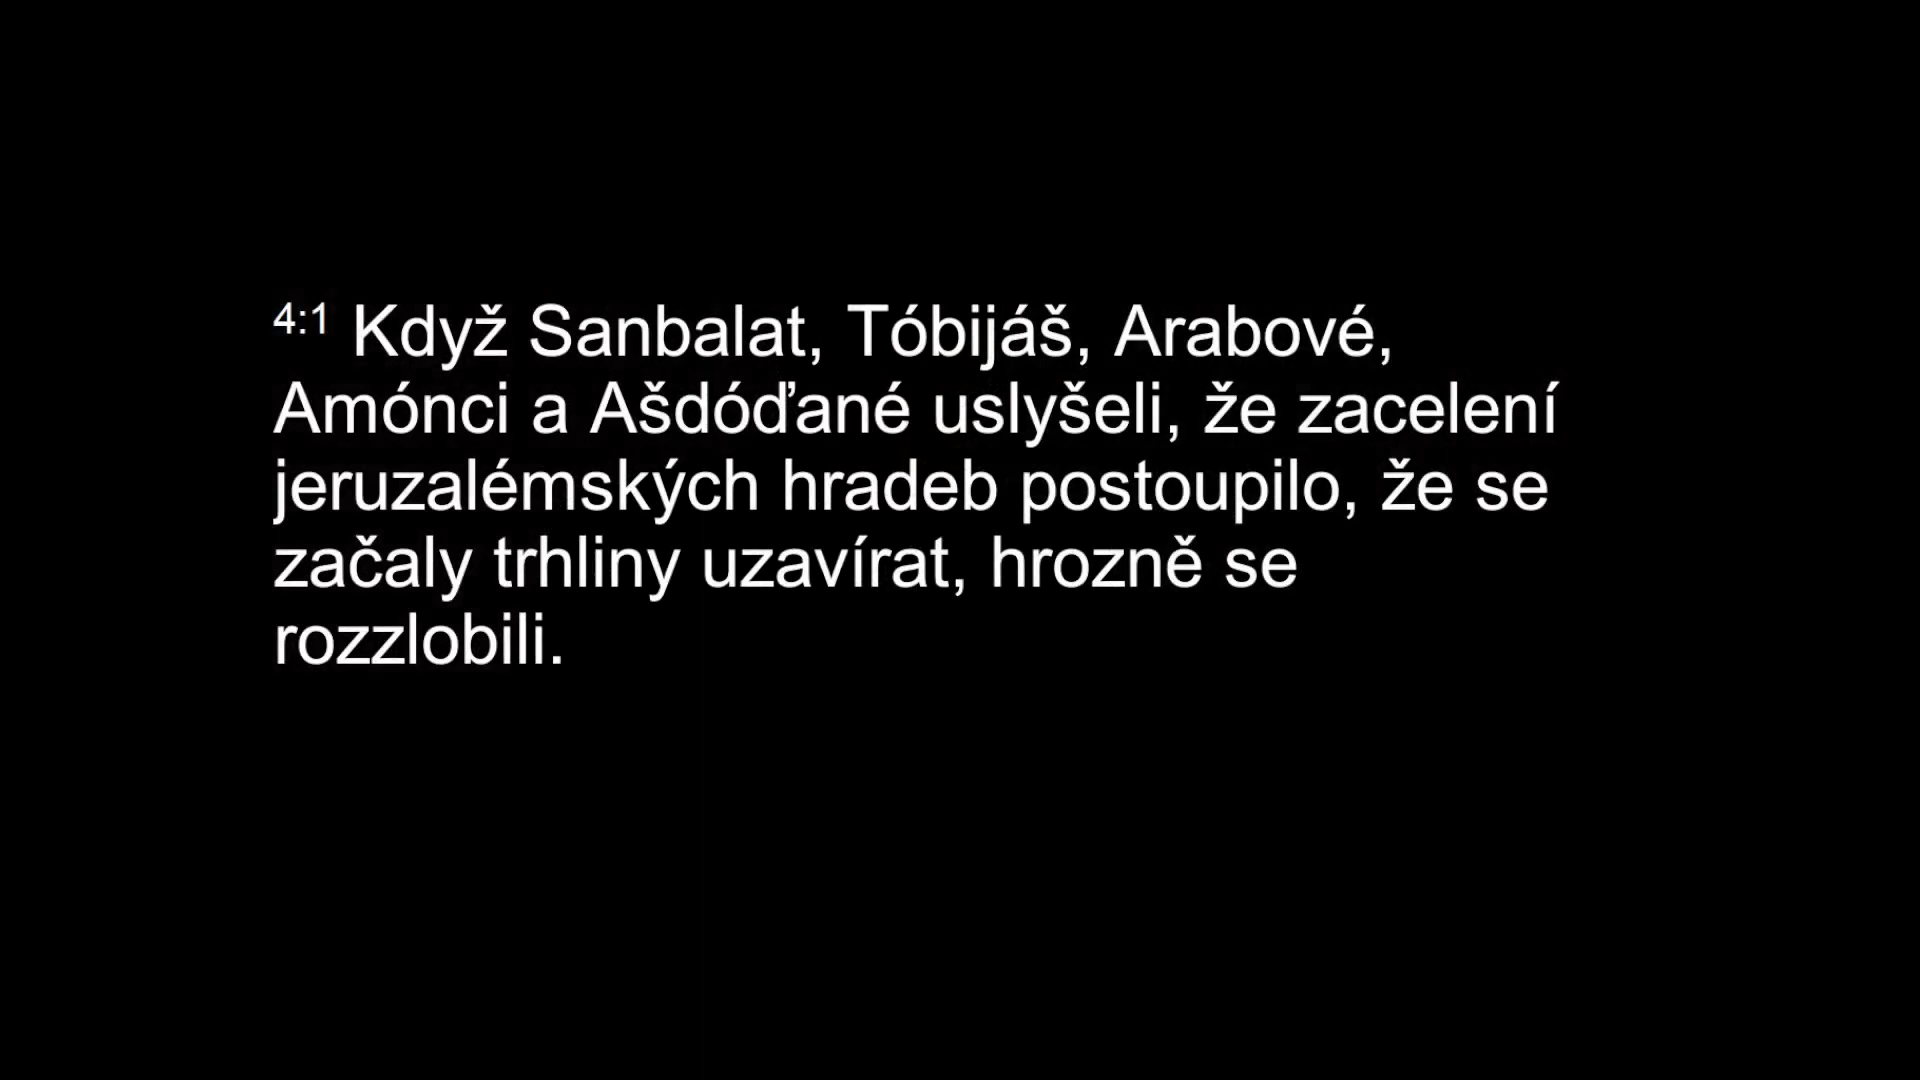 4:1 Když Sanbalat, Tóbijáš, Arabové,
Amónci a Ašdóďané uslyšeli, že zacelení
jeruzalémských hradeb postoupilo, že se
začaly trhliny uzavírat, hrozně se
rozzlobili.